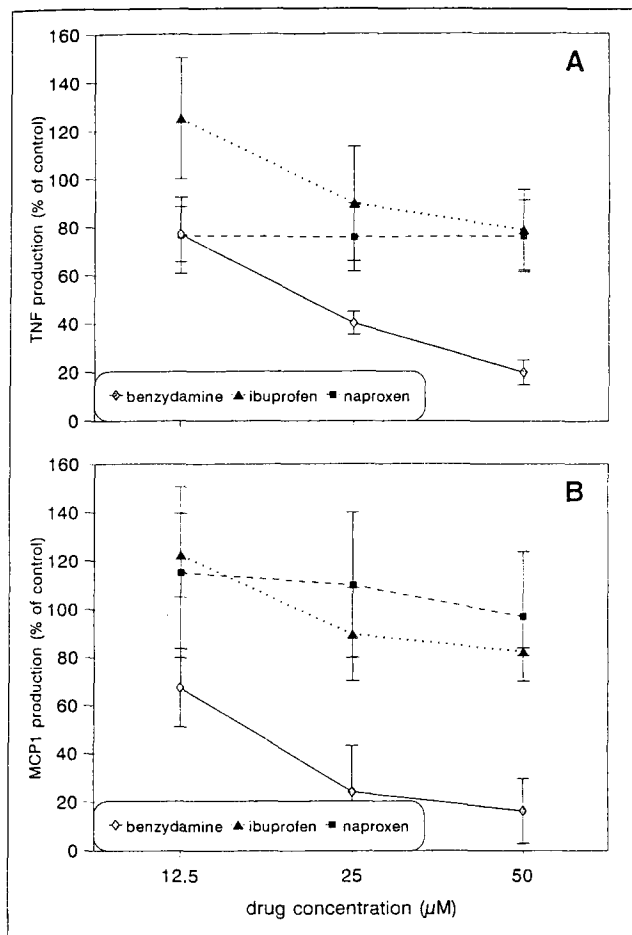 A
TNF production (% of control)
160
140
120
100
80
60
40
20
0
benzydamine ibuprofen naproxen
B
MCP1 production (% of control)
160
140
120
100
80
60
40
20
0
benzydamine ibuprofen naproxen
12,5 25 50
drug concentration (µM)